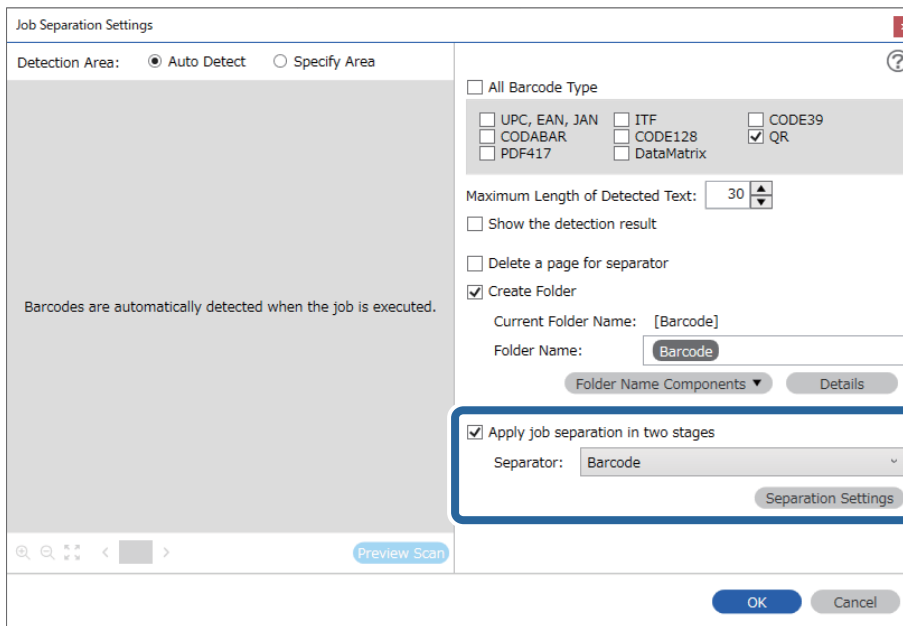 Job Separation Settings
Detection Area: Auto Detect Specify Area
?
All Barcode Type
UPC, EAN, JAN ITF CODE39
CODABAR CODE128 QR
PDF417 DataMatrix
Maximum Length of Detected Text: 30
Show the detection result
Delete a page for separator
Create Folder
Barcodes are automatically detected when the job is executed.
Current Folder Name: [Barcode]
Folder Name: Barcode
Folder Name Components ▼ Details
Apply job separation in two stages
Separator: Barcode
Separation Settings
Preview Scan
OK Cancel